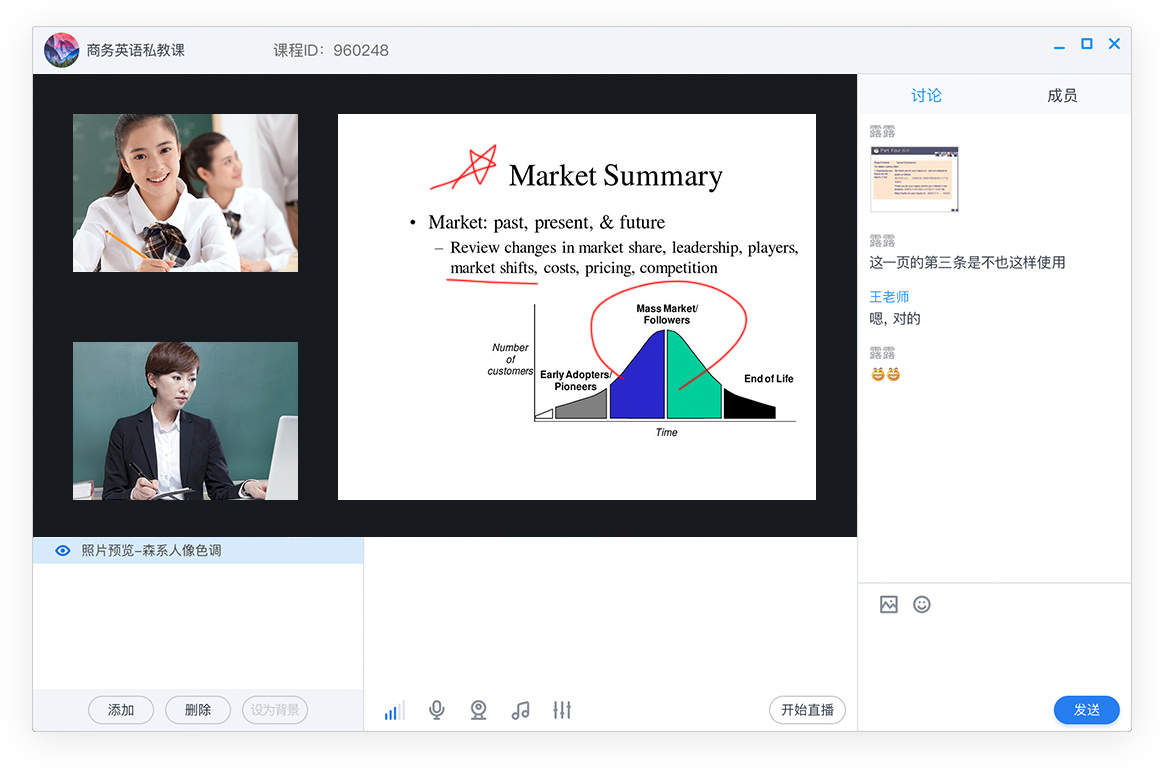 商务英语私教课
课程ID：960248
讨论
成员
Market Summary
• Market: past, present, & future
– Review changes in market share, leadership, players,
market shifts, costs, pricing, competition
Mass Market/
Followers
Number
of
customers
Early Adopters/
Pioneers
End of Life
Time
露露
Part Four
露露
这一页的第三条是不也这样使用
王老师
嗯, 对的
露露
照片预览–森系人像色调
添加
删除
设为背景
开始直播
发送